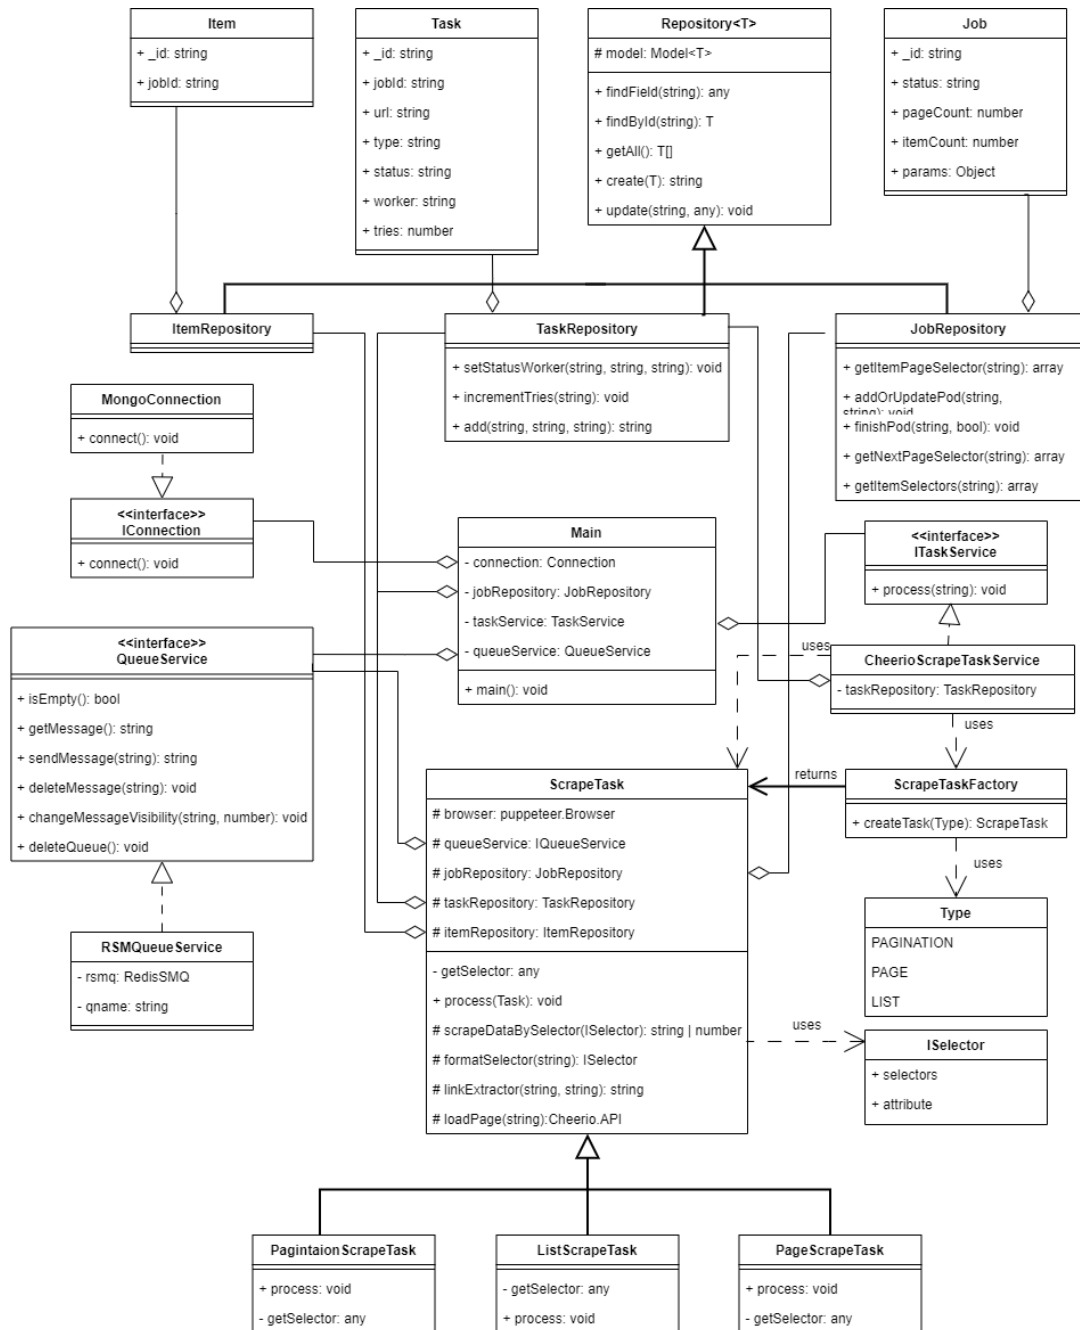 Item
+ _id: string
+ jobId: string
Task
+ _id: string
+ jobId: string
+ url: string
+ type: string
+ status: string
+ worker: string
+ tries: number
Repository<T>
# model: Model<T>
+ findField(string): any
+ findById(string): T
+ getAll(): T[]
+ create(T): string
+ update(string, any): void
Job
+ _id: string
+ status: string
+ pageCount: number
+ itemCount: number
+ params: Object
ItemRepository
TaskRepository
+ setStatusWorker(string, string, string): void
+ incrementTries(string): void
+ add(string, string, string): string
JobRepository
+ getItemPageSelector(string): array
+ addOrUpdatePod(string,
string): void
+ finishPod(string, bool): void
+ getNextPageSelector(string): array
+ getItemSelectors(string): array
MongoConnection
+ connect(): void
<<interface>>
IConnection
+ connect(): void
Main
- connection: Connection
- jobRepository: JobRepository
- taskService: TaskService
- queueService: QueueService
+ main(): void
<<interface>>
ITaskService
+ process(string): void
<<interface>>
QueueService
+ isEmpty(): bool
+ getMessage(): string
+ sendMessage(string): string
+ deleteMessage(string): void
+ changeMessageVisibility(string, number): void
+ deleteQueue(): void
uses
CheerioScrapeTaskService
- taskRepository: TaskRepository
uses
ScrapeTask
# browser: puppeteer.Browser
# queueService: IQueueService
# jobRepository: JobRepository
# taskRepository: TaskRepository
# itemRepository: ItemRepository
- getSelector: any
+ process(Task): void
# scrapeDataBySelector(ISelector): string | number
# formatSelector(string): ISelector
# linkExtractor(string, string): string
# loadPage(string):Cheerio.API
returns
ScrapeTaskFactory
+ createTask(Type): ScrapeTask
uses
Type
PAGINATION
PAGE
LIST
RSMQueueService
- rsmq: RedisSMQ
- qname: string
uses
ISelector
+ selectors
+ attribute
PagintaionScrapeTask
+ process: void
- getSelector: any
ListScrapeTask
- getSelector: any
+ process: void
PageScrapeTask
+ process: void
- getSelector: any